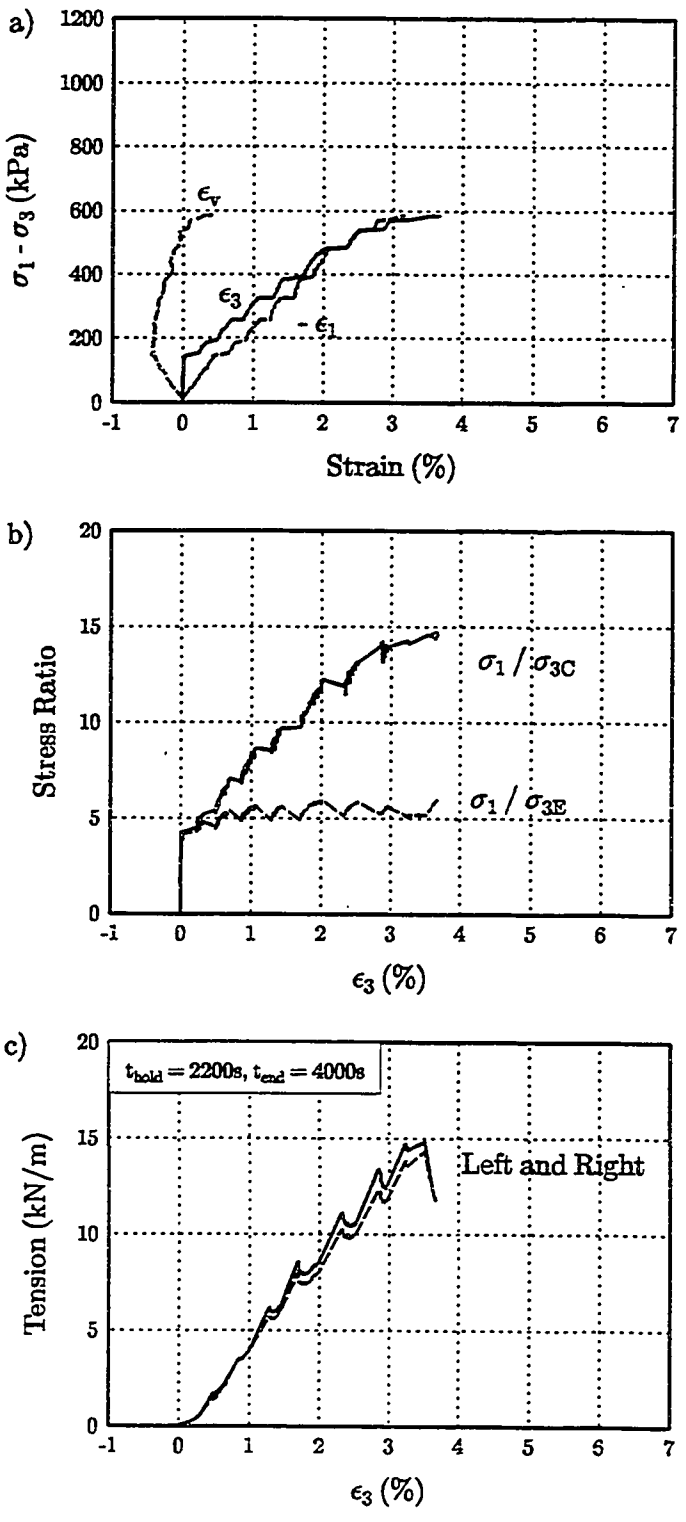 a)
1200
1000
800
600
400
200
0
σ₁ - σ₃ (kPa)
ϵᵥ
ϵ₃
- ϵ₁
-1 0 1 2 3 4 5 6 7
Strain (%)
b)
20
15
10
5
0
Stress Ratio
σ₁ / σ₃C
σ₁ / σ₃E
-1 0 1 2 3 4 5 6 7
ϵ₃ (%)
c)
20
15
10
5
0
Tension (kN/m)
t_hold = 2200s, t_end = 4000s
Left and Right
-1 0 1 2 3 4 5 6 7
ϵ₃ (%)